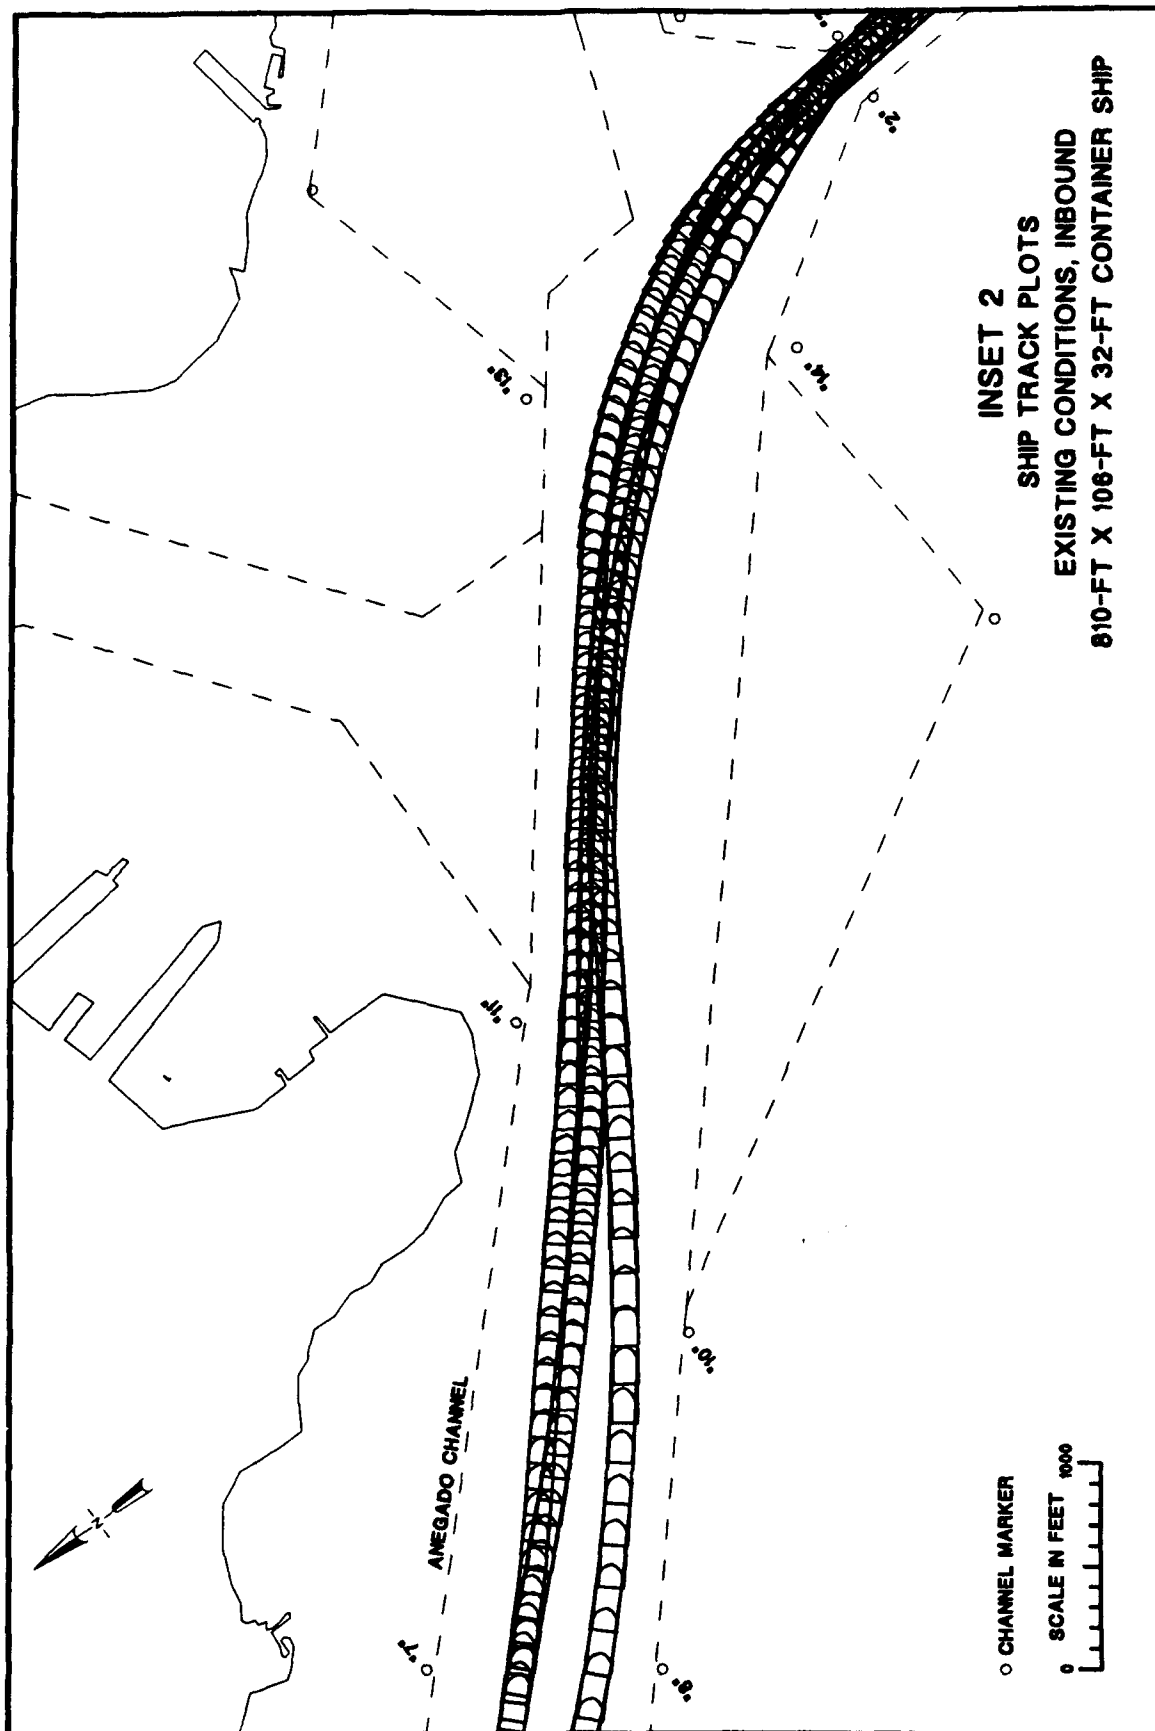 INSET 2
SHIP TRACK PLOTS
EXISTING CONDITIONS, INBOUND
810-FT X 106-FT X 32-FT CONTAINER SHIP
ANEGADO CHANNEL
"7"
"10"
"11"
"13"
"14"
"2"
N
CHANNEL MARKER
SCALE IN FEET
0 1000